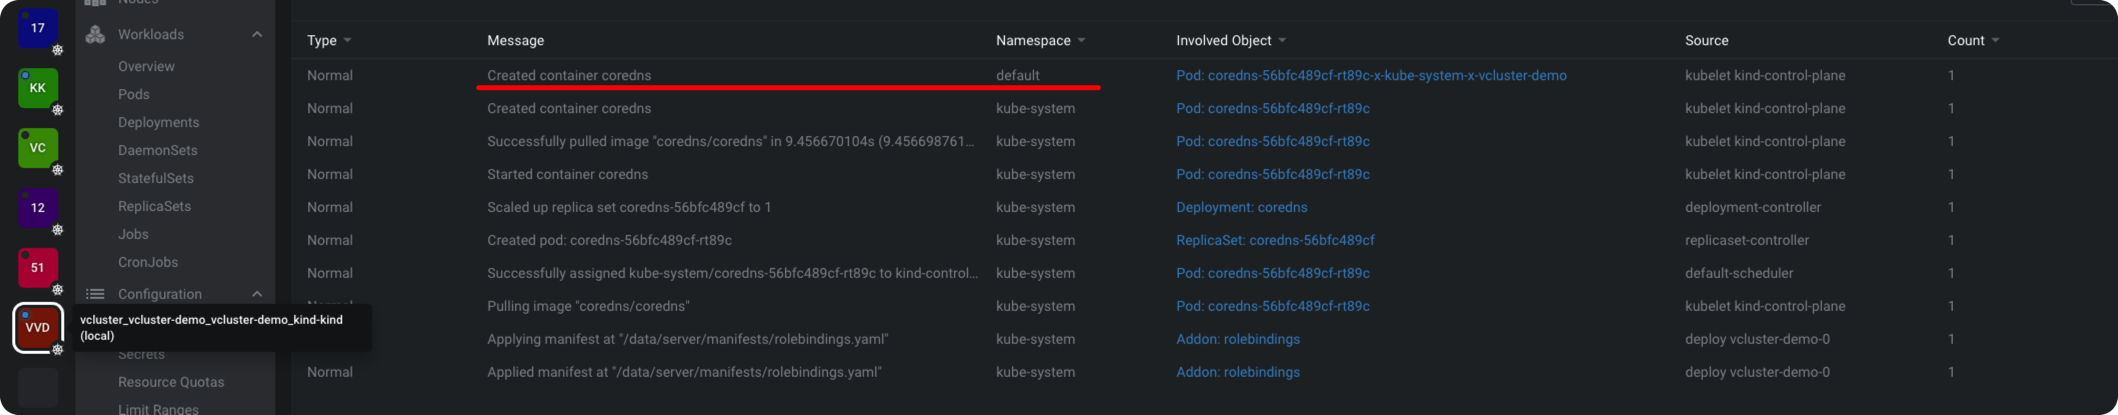 Nodes
17
KK
VC
12
51
VVD
Workloads
Overview
Pods
Deployments
DaemonSets
StatefulSets
ReplicaSets
Jobs
CronJobs
Configuration
vcluster_vcluster-demo_vcluster-demo_kind-kind
(local)
Secrets
Resource Quotas
Limit Ranges
Type Message Namespace Involved Object Source Count
Normal Created container coredns default Pod: coredns-56bfc489cf-rt89c-x-kube-system-x-vcluster-demo kubelet kind-control-plane 1
Normal Created container coredns kube-system Pod: coredns-56bfc489cf-rt89c kubelet kind-control-plane 1
Normal Successfully pulled image "coredns/coredns" in 9.456670104s (9.456698761... kube-system Pod: coredns-56bfc489cf-rt89c kubelet kind-control-plane 1
Normal Started container coredns kube-system Pod: coredns-56bfc489cf-rt89c kubelet kind-control-plane 1
Normal Scaled up replica set coredns-56bfc489cf to 1 kube-system Deployment: coredns deployment-controller 1
Normal Created pod: coredns-56bfc489cf-rt89c kube-system ReplicaSet: coredns-56bfc489cf replicaset-controller 1
Normal Successfully assigned kube-system/coredns-56bfc489cf-rt89c to kind-control... kube-system Pod: coredns-56bfc489cf-rt89c default-scheduler 1
Normal Pulling image "coredns/coredns" kube-system Pod: coredns-56bfc489cf-rt89c kubelet kind-control-plane 1
Applying manifest at "/data/server/manifests/rolebindings.yaml" kube-system Addon: rolebindings deploy vcluster-demo-0 1
Normal Applied manifest at "/data/server/manifests/rolebindings.yaml" kube-system Addon: rolebindings deploy vcluster-demo-0 1